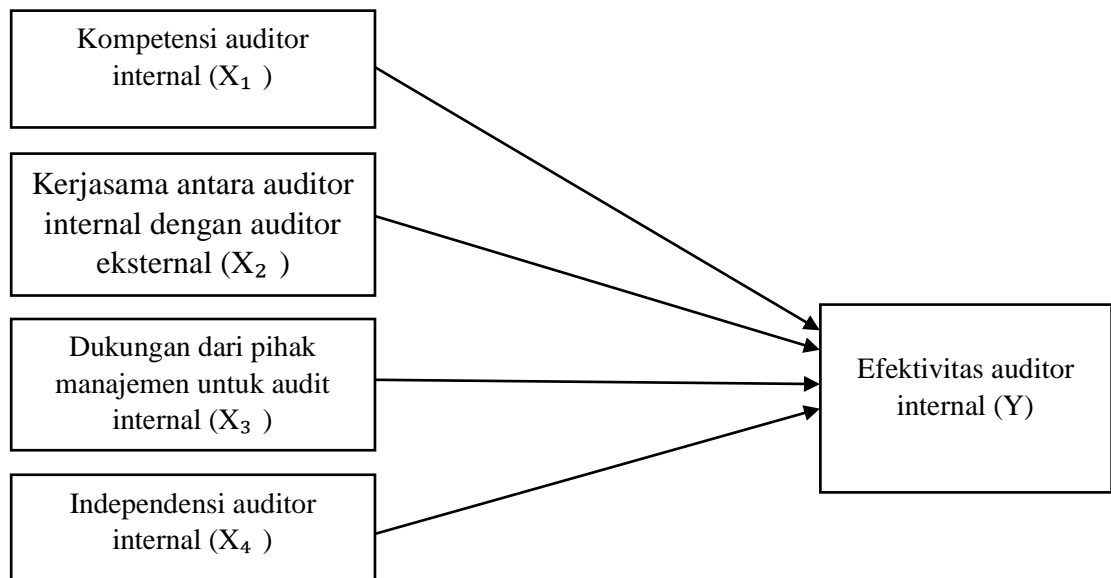 Kompetensi auditor
internal (X₁ )
Kerjasama antara auditor
internal dengan auditor
eksternal (X₂ )
Dukungan dari pihak
manajemen untuk audit
internal (X₃ )
Independensi auditor
internal (X₄ )
Efektivitas auditor
internal (Y)